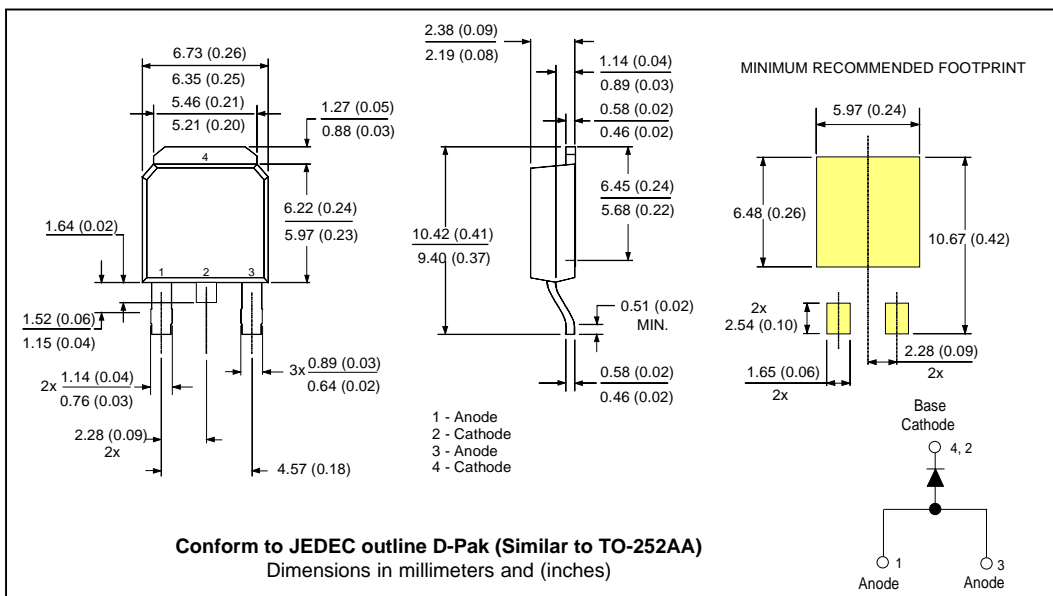 6.73 (0.26)
6.35 (0.25)
5.46 (0.21)
5.21 (0.20)
1.27 (0.05)
0.88 (0.03)
4
6.22 (0.24)
5.97 (0.23)
1.64 (0.02)
1
2
3
1.52 (0.06)
1.15 (0.04)
2x
1.14 (0.04)
0.76 (0.03)
3x
0.89 (0.03)
0.64 (0.02)
2.28 (0.09)
2x
4.57 (0.18)
2.38 (0.09)
2.19 (0.08)
1.14 (0.04)
0.89 (0.03)
0.58 (0.02)
0.46 (0.02)
10.42 (0.41)
9.40 (0.37)
6.45 (0.24)
5.68 (0.22)
0.51 (0.02)
MIN.
0.58 (0.02)
0.46 (0.02)
1 - Anode
2 - Cathode
3 - Anode
4 - Cathode
MINIMUM RECOMMENDED FOOTPRINT
5.97 (0.24)
6.48 (0.26)
10.67 (0.42)
2x
2.54 (0.10)
1.65 (0.06)
2x
2.28 (0.09)
2x
Base
Cathode
4, 2
1
Anode
3
Anode
Conform to JEDEC outline D-Pak (Similar to TO-252AA)
Dimensions in millimeters and (inches)